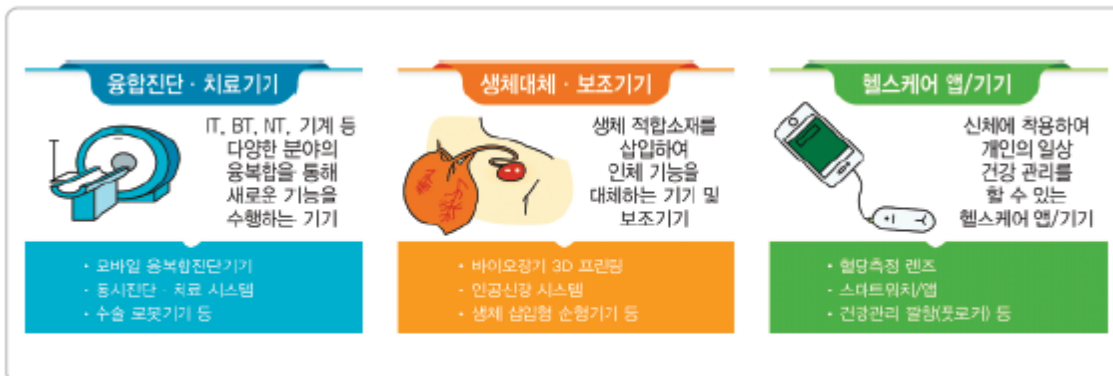 융합진단 · 치료기기
IT, BT, NT, 기계 등
다양한 분야의
융복합을 통해
새로운 기능을
수행하는 기기
• 모바일 융복합진단기기
• 동시진단 · 치료 시스템
• 수술 로봇기기 등
생체대체 · 보조기기
생체 적합소재를
삽입하여
인체 기능을
대체하는 기기 및
보조기기
• 바이오장기 3D 프린팅
• 인공신장 시스템
• 생체 삽입형 순형기기 등
헬스케어 앱/기기
신체에 착용하여
개인의 일상
건강 관리를
할 수 있는
헬스케어 앱/기기
• 혈당측정 렌즈
• 스마트워치/앱
• 건강관리 깔창(풋로거) 등